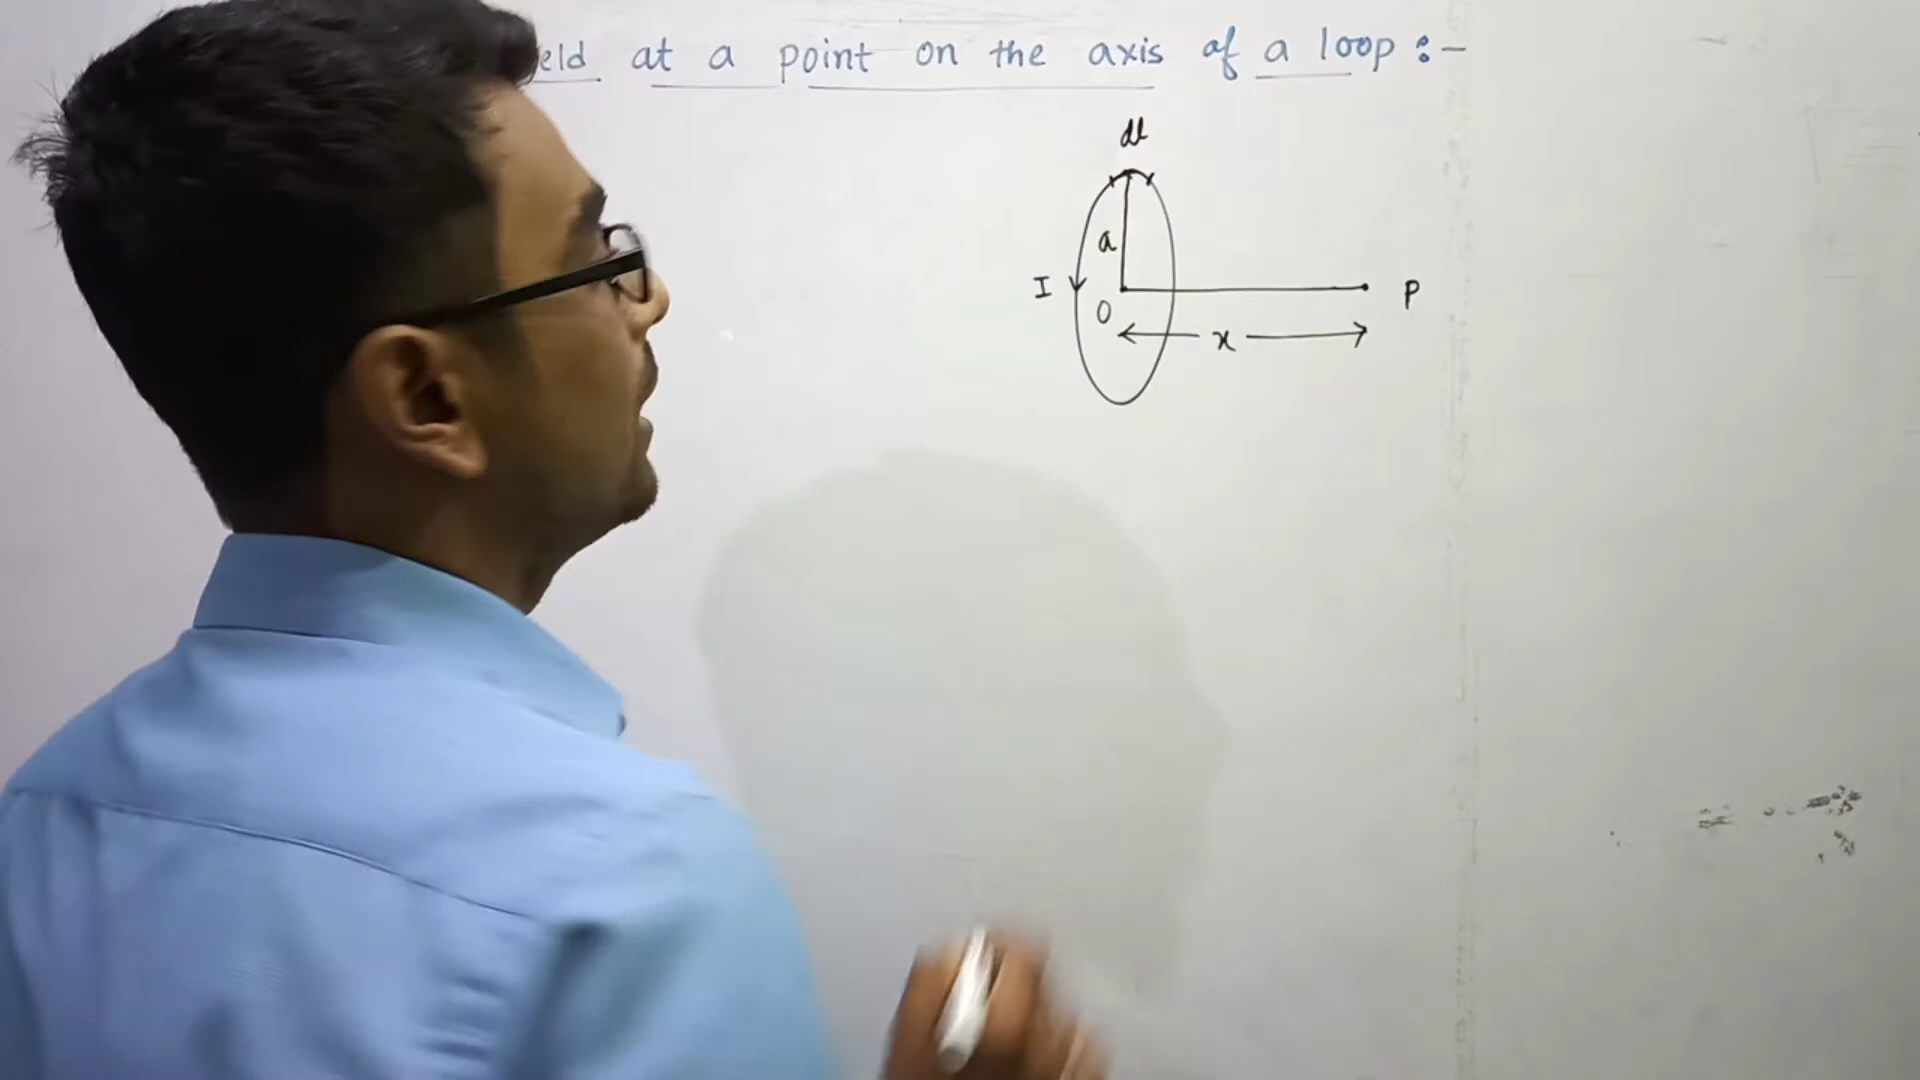 eld at a point on the axis of a loop :-
dl
a
I
O
P
x